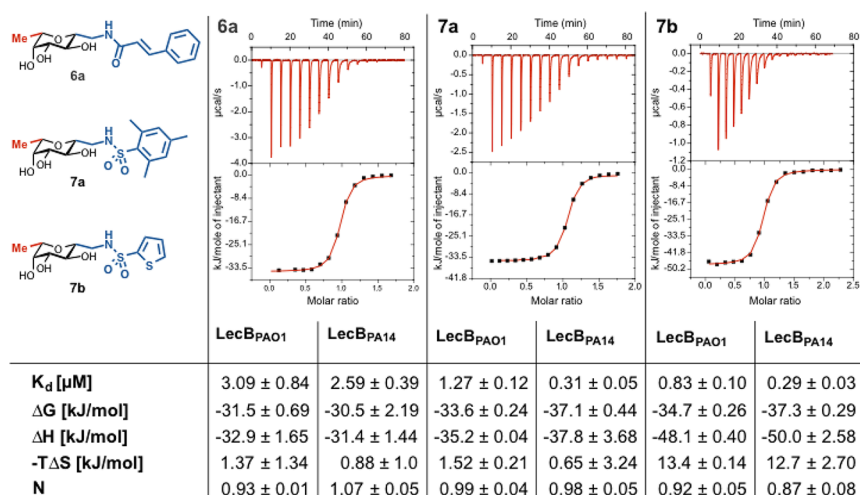 6a
7a
7b
Time (min)
0 20 40 60 80
0.0
-1.0
-2.0
-3.0
-4.0
µcal/s
0.0
-8.4
-16.7
-25.1
-33.5
kJ/mole of injectant
0.0 0.5 1.0 1.5 2.0
Molar ratio
Time (min)
0 20 40 60 80
0.0
-0.5
-1.0
-1.5
-2.0
-2.5
µcal/s
0.0
-8.4
-16.7
-25.1
-33.5
-41.8
kJ/mole of injectant
0.0 0.5 1.0 1.5 2.0
Molar ratio
Time (min)
0 20 40 60 80
0.0
-0.2
-0.4
-0.6
-0.8
-1.0
-1.2
µcal/s
0.0
-8.4
-16.7
-25.1
-33.5
-41.8
-50.2
kJ/mole of injectant
0.0 0.5 1.0 1.5 2.0 2.5
Molar ratio
Me O H N O HO HO OH
6a
Me O H N S O O HO HO OH
7a
Me O H N S O O S HO HO OH
7b
LecBPAO1 LecBPA14 LecBPAO1 LecBPA14 LecBPAO1 LecBPA14
Kd [µM] 3.09 ± 0.84 2.59 ± 0.39 1.27 ± 0.12 0.31 ± 0.05 0.83 ± 0.10 0.29 ± 0.03
ΔG [kJ/mol] -31.5 ± 0.69 -30.5 ± 2.19 -33.6 ± 0.24 -37.1 ± 0.44 -34.7 ± 0.26 -37.3 ± 0.29
ΔH [kJ/mol] -32.9 ± 1.65 -31.4 ± 1.44 -35.2 ± 0.04 -37.8 ± 3.68 -48.1 ± 0.40 -50.0 ± 2.58
-TΔS [kJ/mol] 1.37 ± 1.34 0.88 ± 1.0 1.52 ± 0.21 0.65 ± 3.24 13.4 ± 0.14 12.7 ± 2.70
N 0.93 ± 0.01 1.07 ± 0.05 0.99 ± 0.04 0.98 ± 0.05 0.92 ± 0.05 0.87 ± 0.08